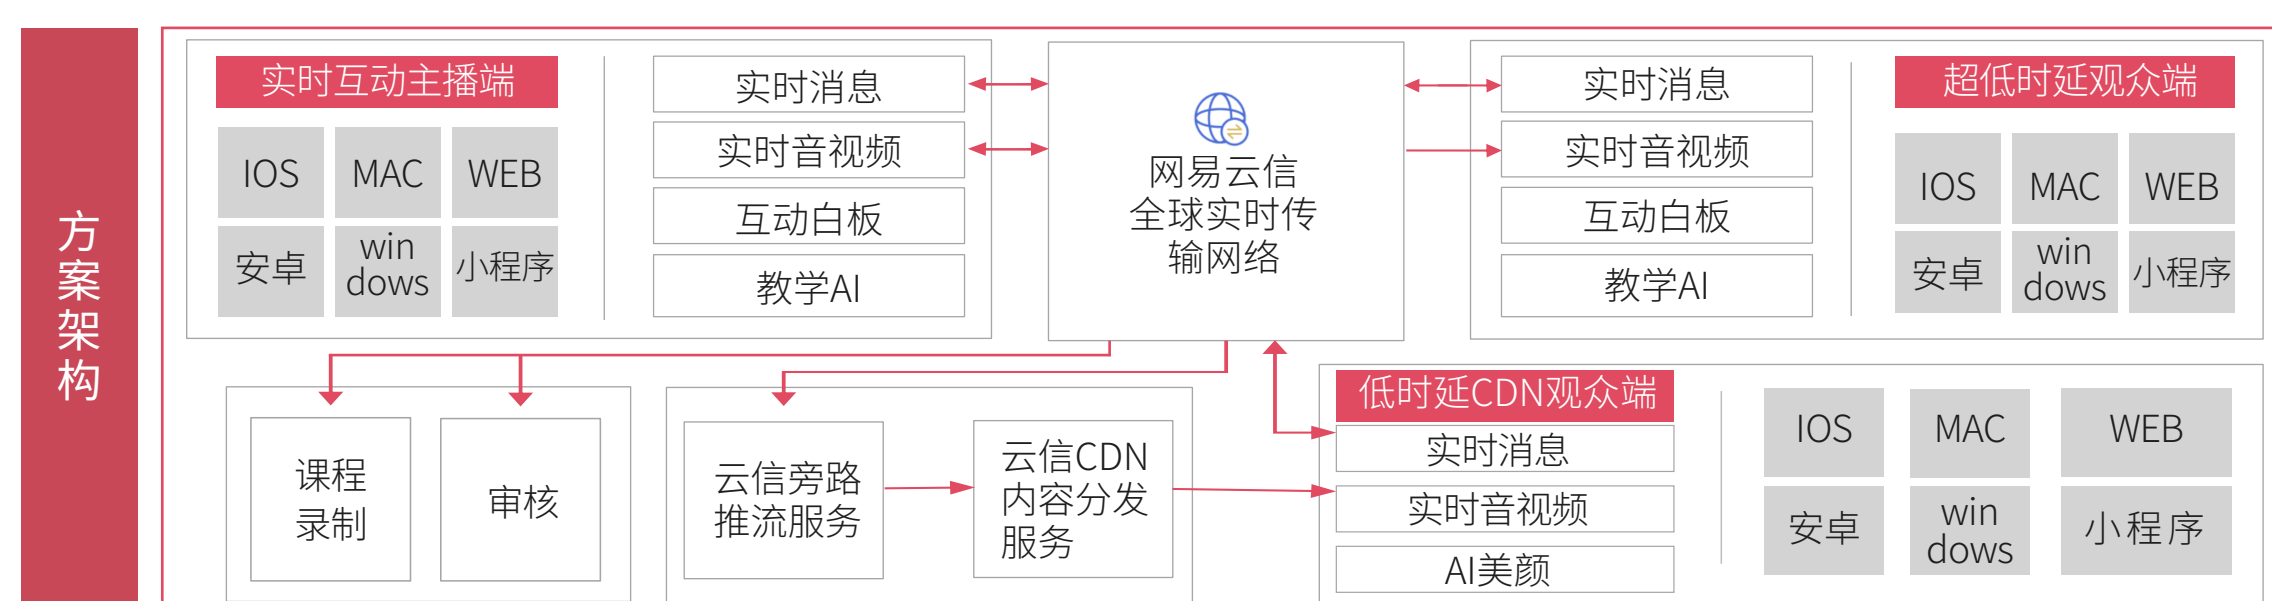 方案架构
实时互动主播端
IOS
MAC
WEB
安卓
win
dows
小程序
实时消息
实时音视频
互动白板
教学AI
网易云信
全球实时传
输网络
实时消息
实时音视频
互动白板
教学AI
超低时延观众端
IOS
MAC
WEB
安卓
win
dows
小程序
课程
录制
审核
云信旁路
推流服务
云信CDN
内容分发
服务
低时延CDN观众端
实时消息
实时音视频
AI美颜
IOS
MAC
WEB
安卓
win
dows
小程序